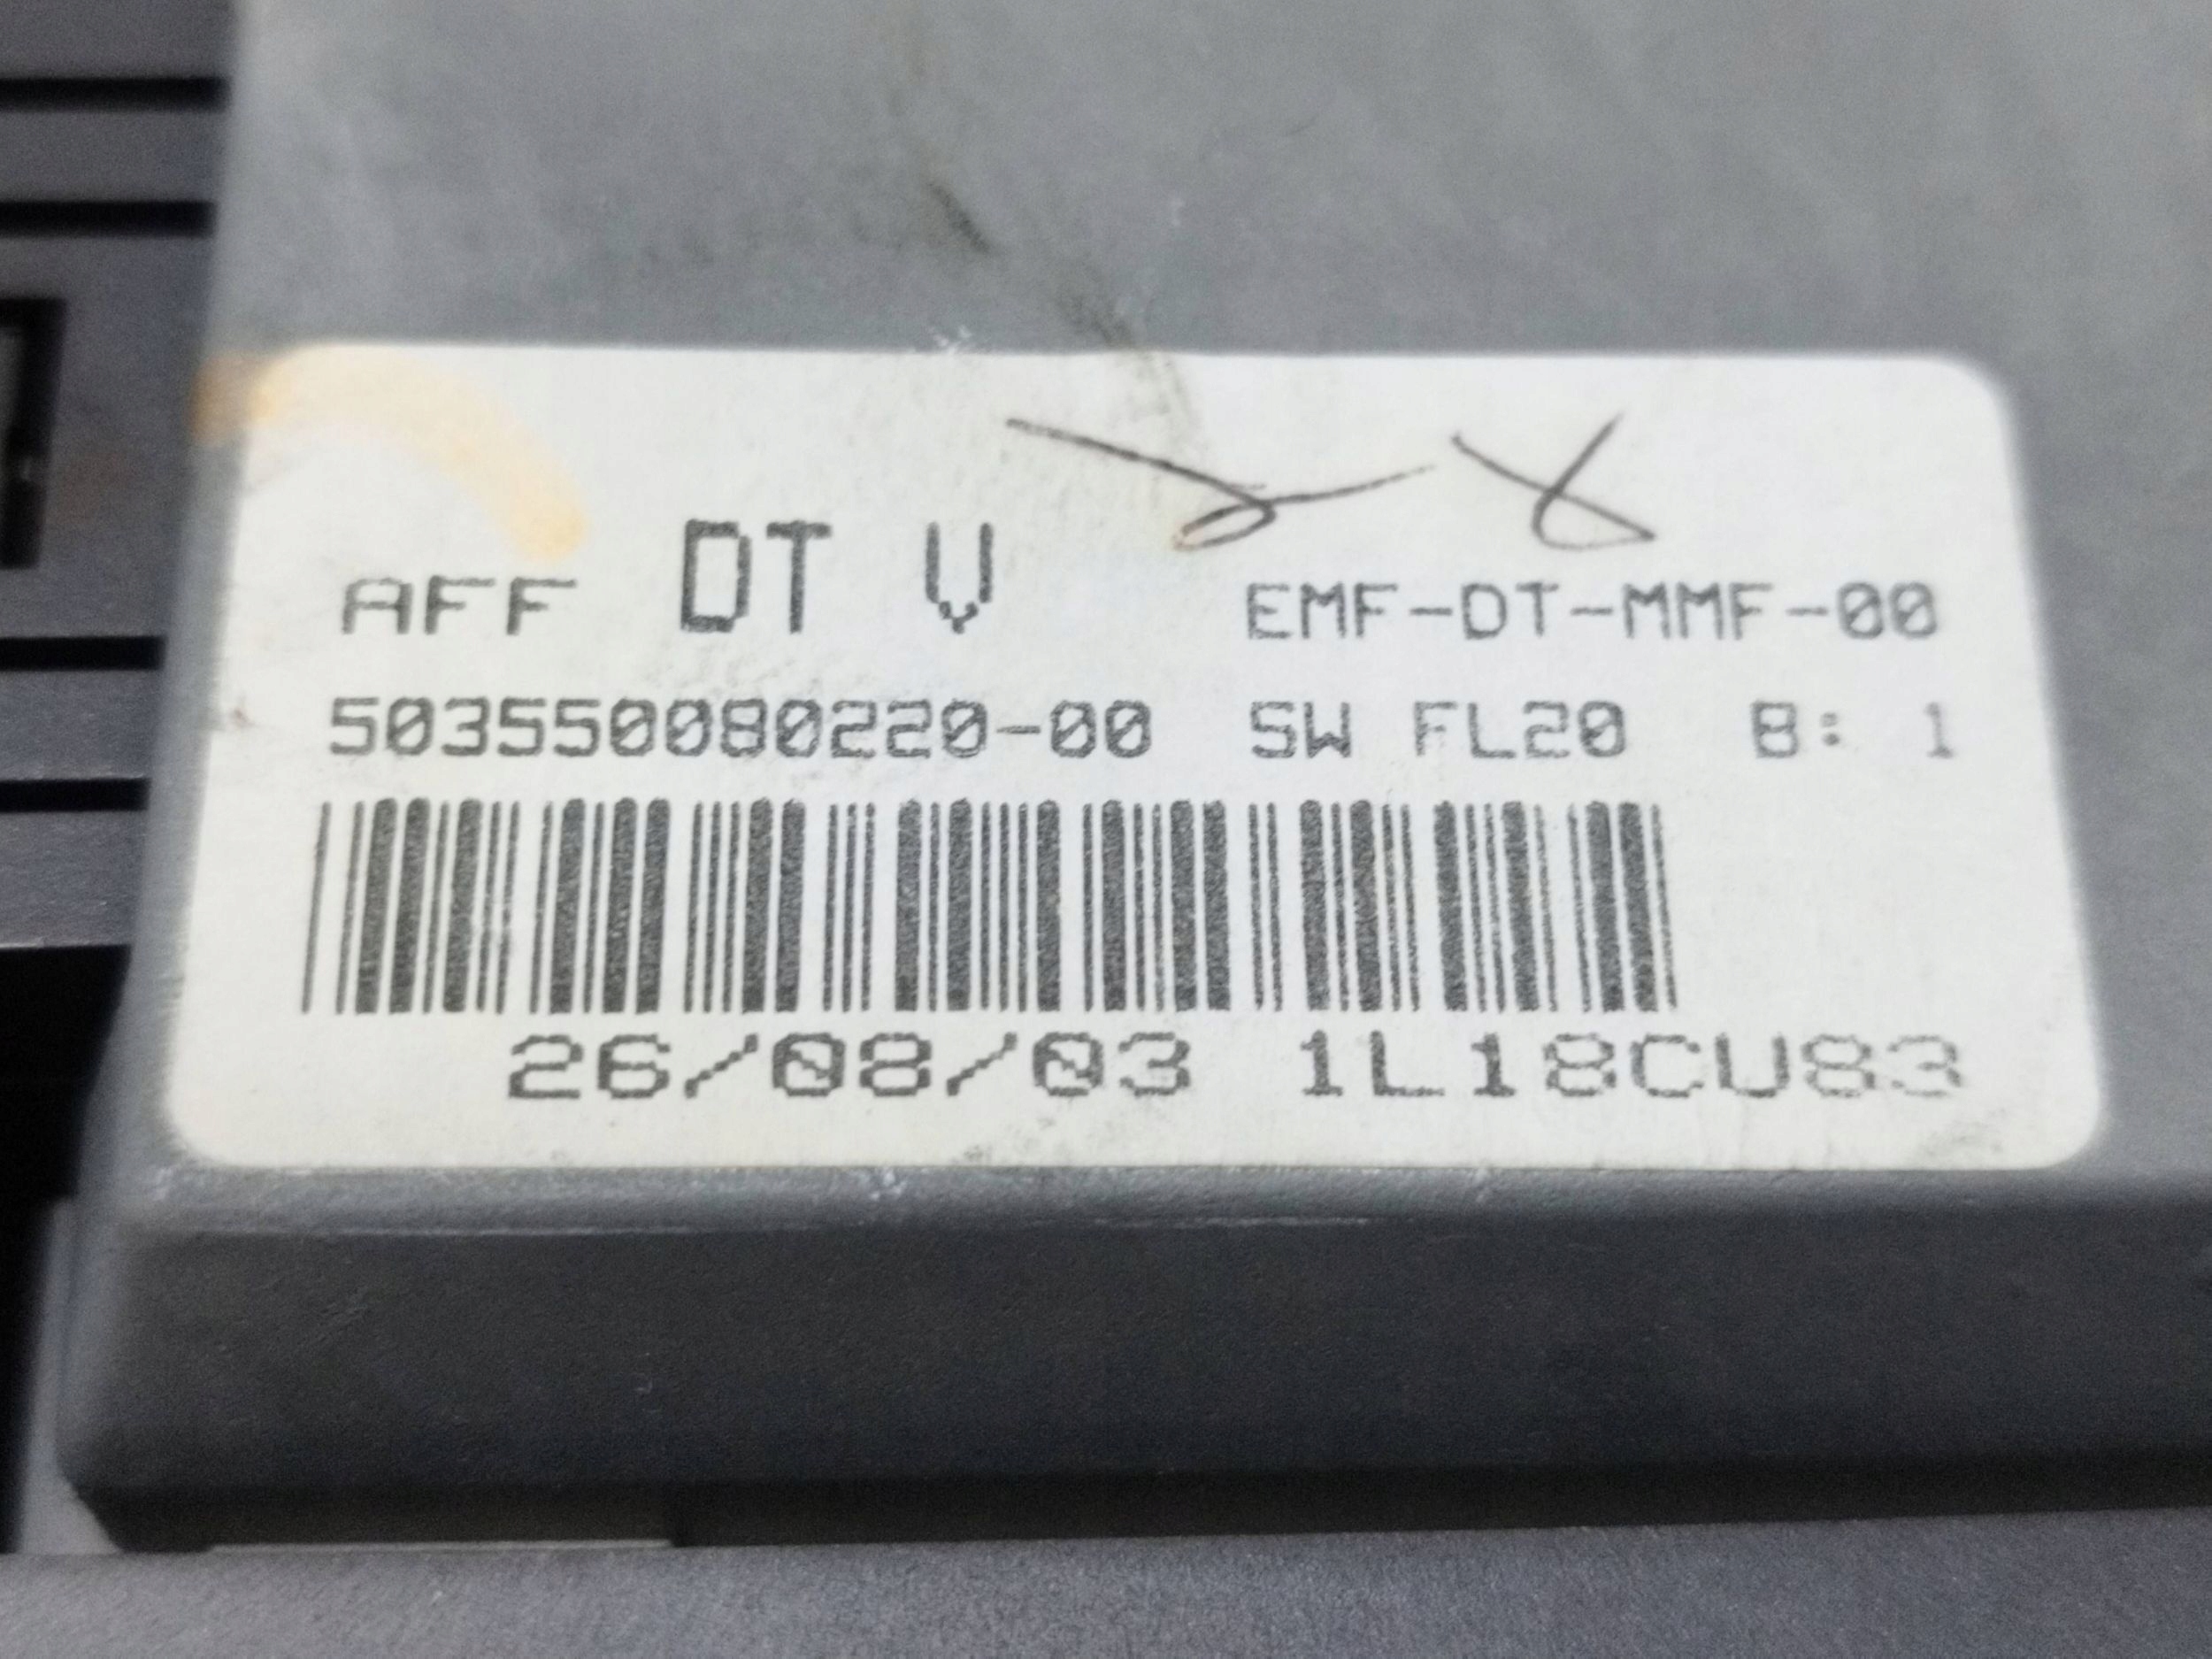 AFF DT V EMF-DT-MMF-00
503550080220-00 SW FL20 B: 1
26/08/03 1L18CU83